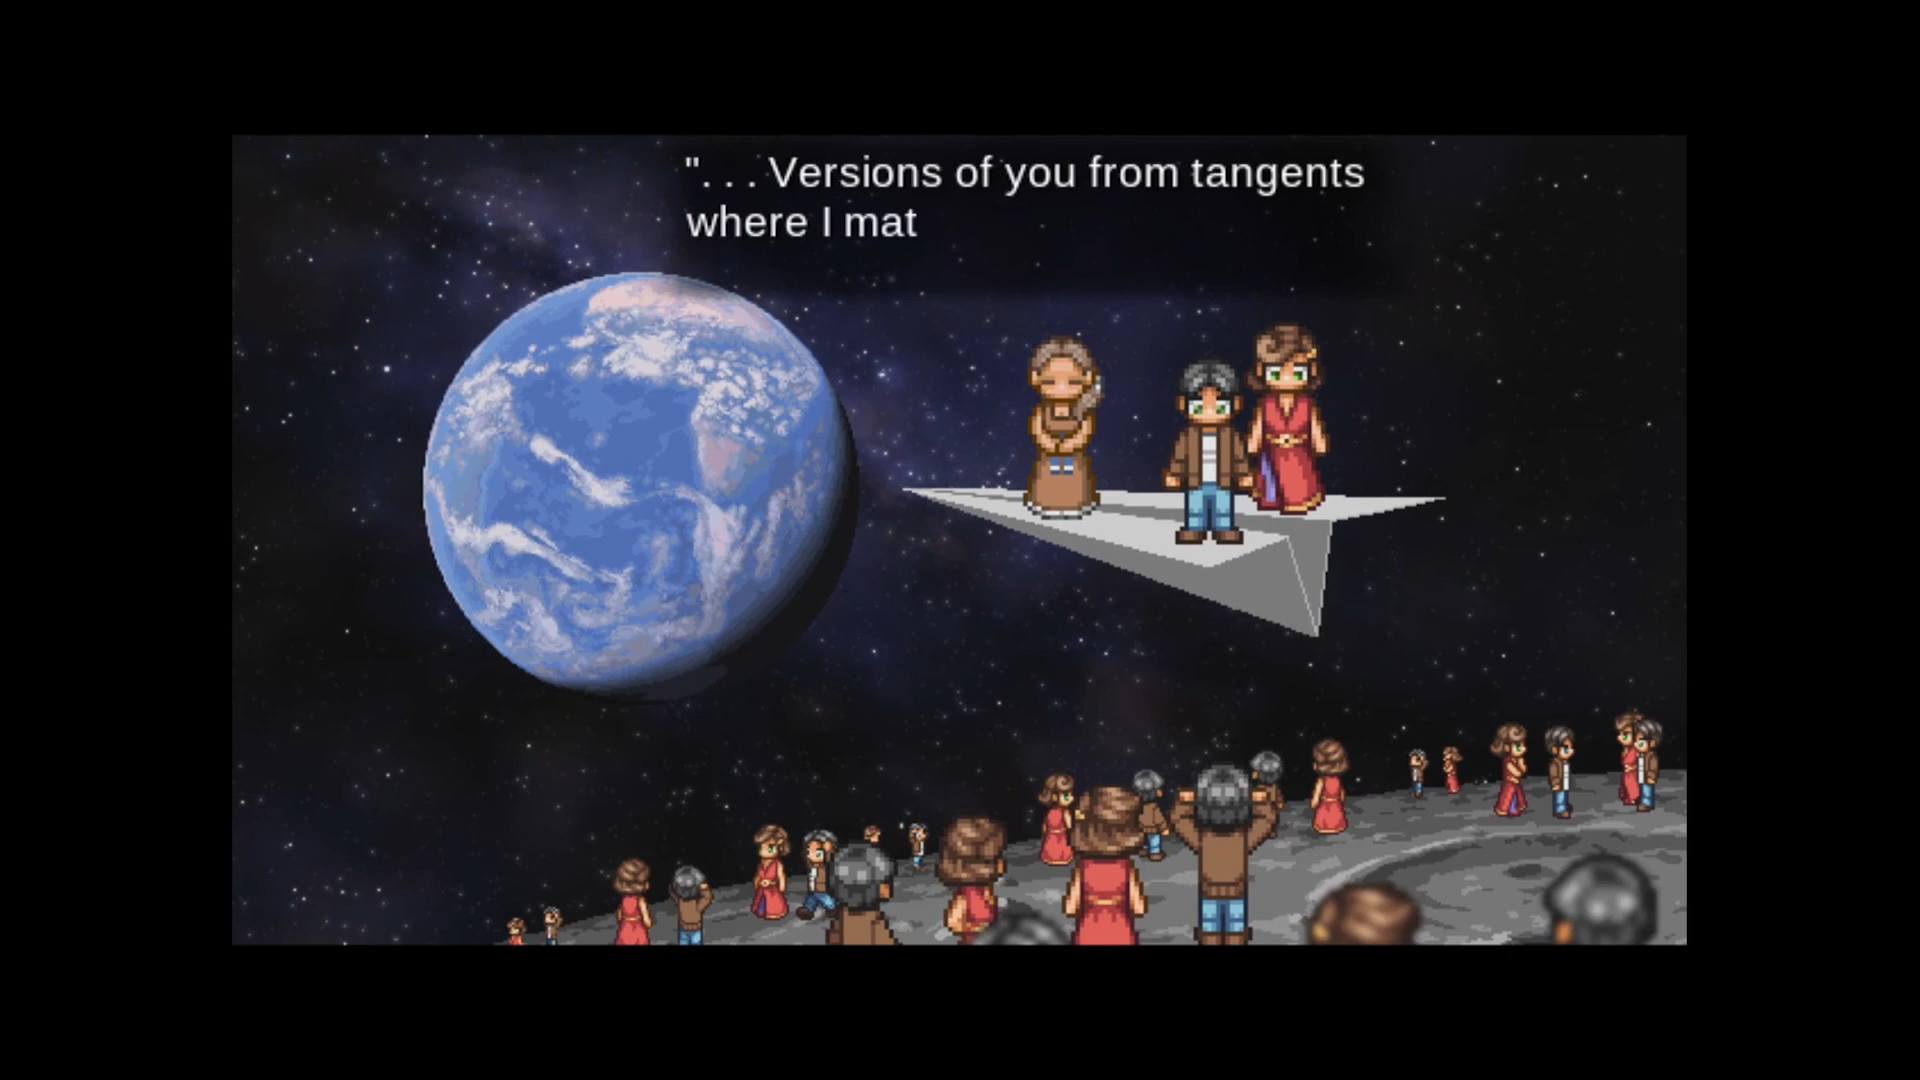 ". . . Versions of you from tangents
where I mat